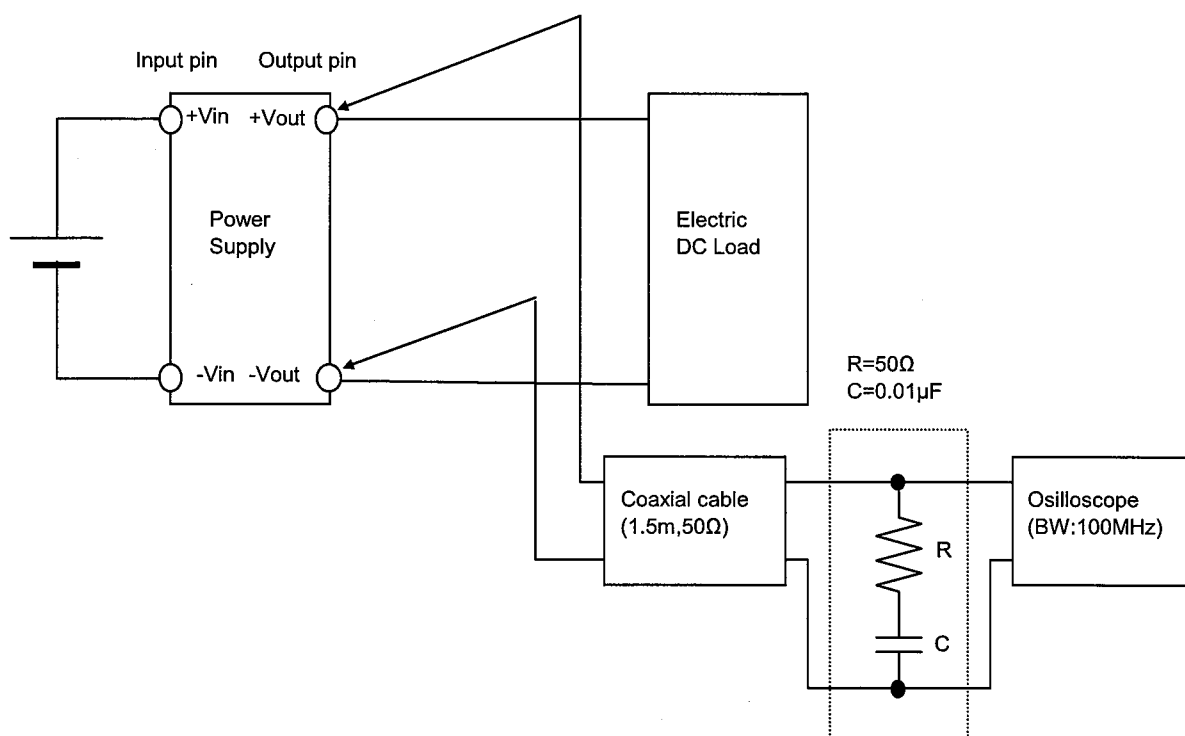 Input pin
Output pin
+Vin
+Vout
Power
Supply
Electric
DC Load
-Vin
-Vout
R=50Ω
C=0.01µF
Coaxial cable
(1.5m,50Ω)
R
C
Osilloscope
(BW:100MHz)